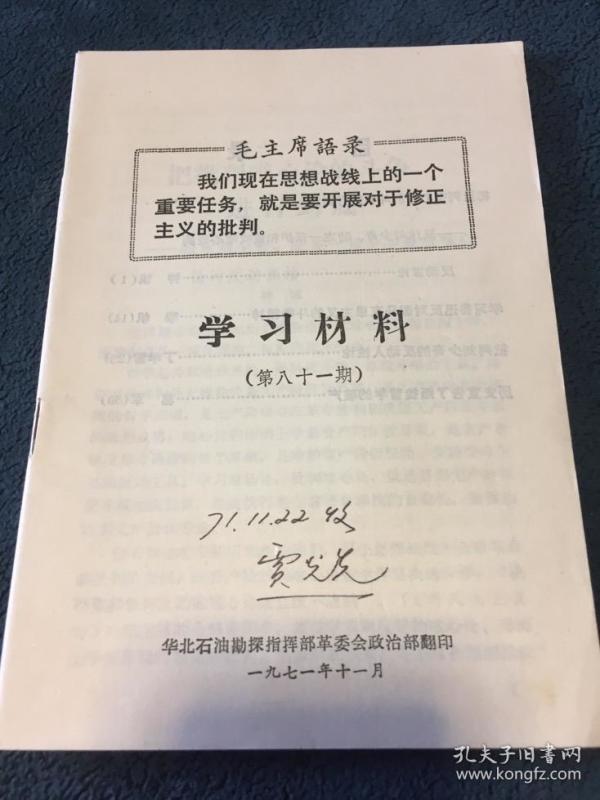 毛主席語录
我们现在思想战线上的一个
重要任务，就是要开展对于修正
主义的批判。
学习材料
（第八十一期）
71.11.22收
华北石油勘探指挥部革委会政治部翻印
一九七一年十一月
孔夫子旧书网
www.kongfz.com